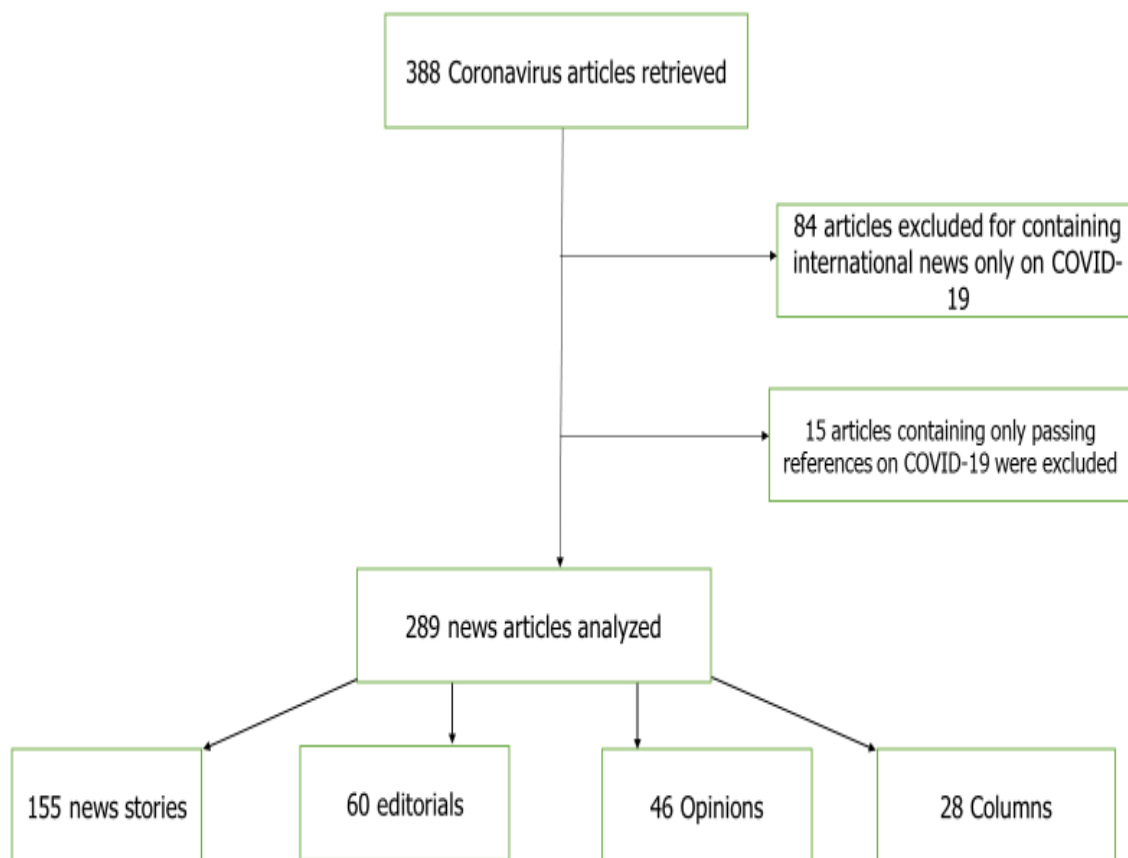 388 Coronavirus articles retrieved
84 articles excluded for containing
international news only on COVID-
19
15 articles containing only passing
references on COVID-19 were excluded
289 news articles analyzed
155 news stories
60 editorials
46 Opinions
28 Columns